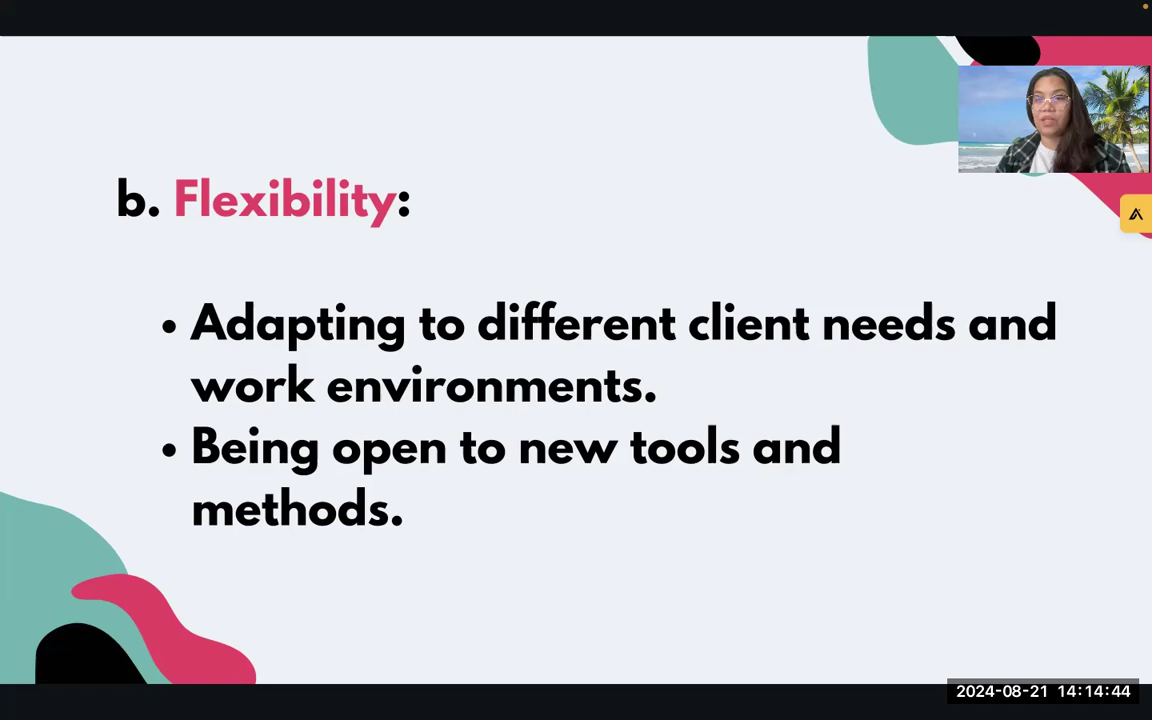 b. Flexibility:
• Adapting to different client needs and
work environments.
• Being open to new tools and
methods.
2024-08-21 14:14:44